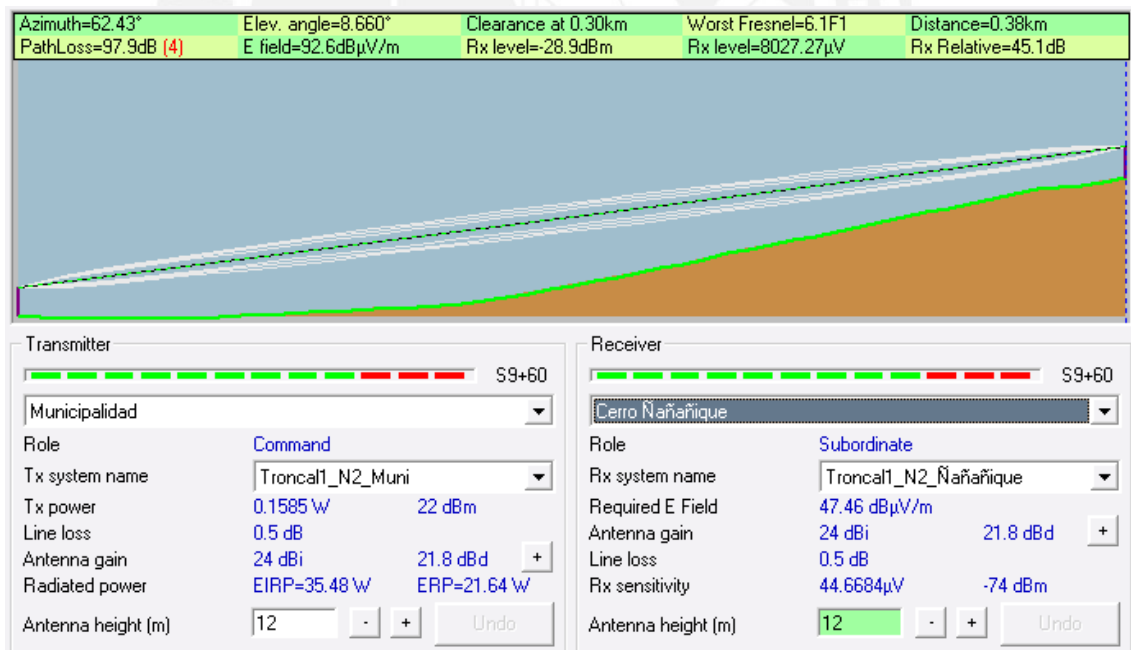 Azimuth=62.43° Elev. angle=8.660° Clearance at 0.30km Worst Fresnel=6.1F1 Distance=0.38km
PathLoss=97.9dB (4) E field=92.6dBµV/m Rx level=-28.9dBm Rx level=8027.27µV Rx Relative=45.1dB
Transmitter
S9+60
Municipalidad
Role Command
Tx system name Troncal1_N2_Muni
Tx power 0.1585 W 22 dBm
Line loss 0.5 dB
Antenna gain 24 dBi 21.8 dBd +
Radiated power EIRP=35.48 W ERP=21.64 W
Antenna height (m) 12 - + Undo
Receiver
S9+60
Cerro Ñañañique
Role Subordinate
Rx system name Troncal1_N2_Ñañañique
Required E Field 47.46 dBµV/m
Antenna gain 24 dBi 21.8 dBd +
Line loss 0.5 dB
Rx sensitivity 44.6684µV -74 dBm
Antenna height (m) 12 - + Undo